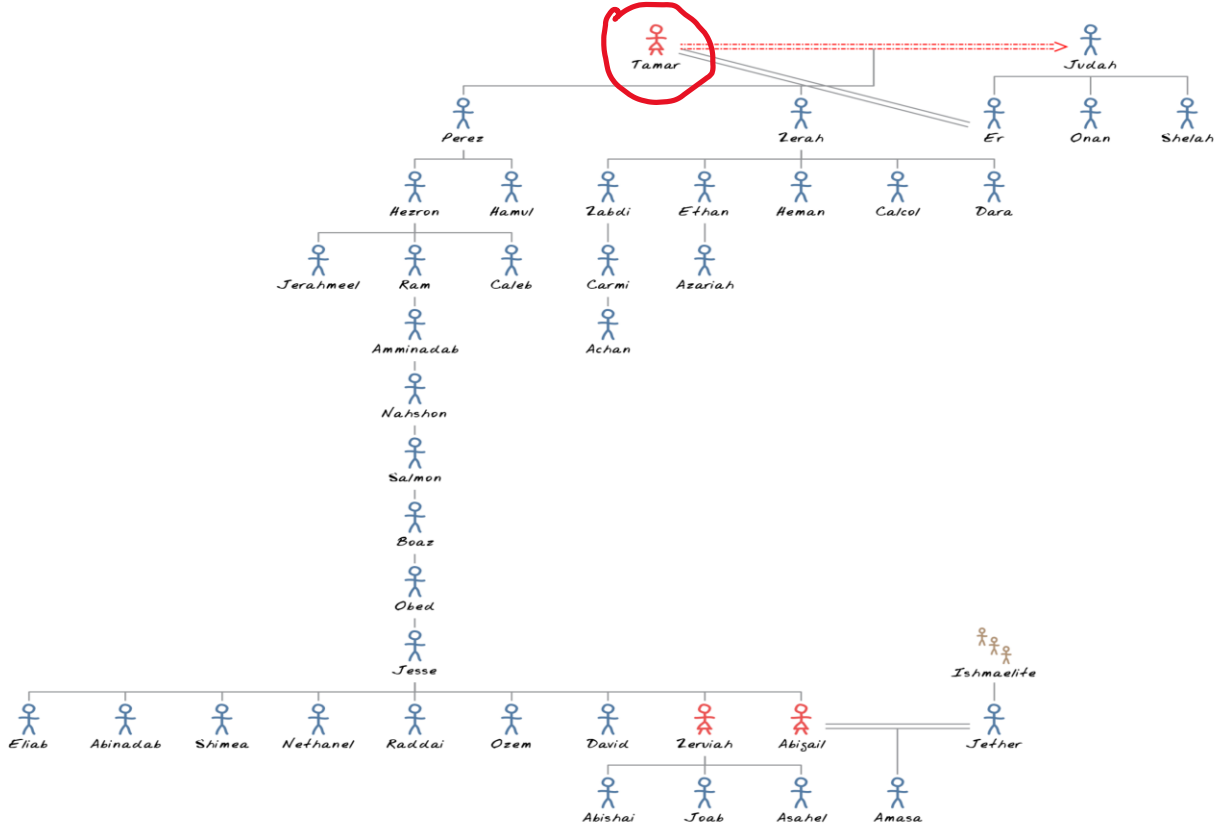 Tamar
Judah
Perez
Zerah
Er
Onan
Shelah
Hezron
Hamul
Zabdi
Ethan
Heman
Calcol
Dara
Jerahmeel
Ram
Caleb
Carmi
Azariah
Amminadab
Achan
Nahshon
Salmon
Boaz
Obed
Jesse
Ishmaelite
Eliab
Abinadab
Shimea
Nethanel
Raddai
Ozem
David
Zeruiah
Abigail
Jether
Abishai
Joab
Asahel
Amasa